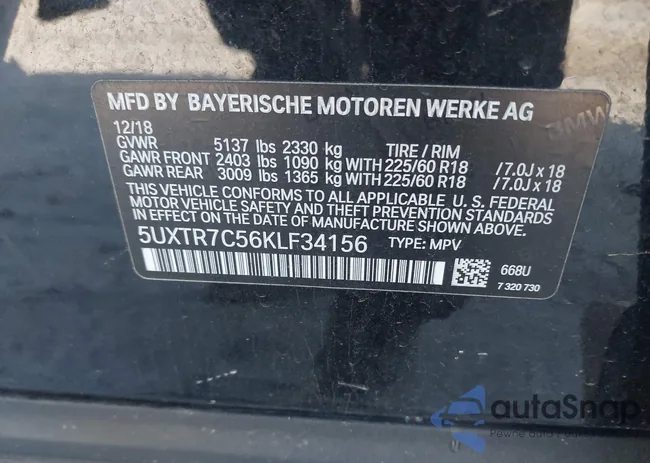 MFD BY BAYERISCHE MOTOREN WERKE AG
BMW
12/18
GVWR 5137 lbs 2330 kg TIRE / RIM
GAWR FRONT 2403 lbs 1090 kg WITH 225/60 R18 / 7.0J x 18
GAWR REAR 3009 lbs 1365 kg WITH 225/60 R18 / 7.0J x 18
THIS VEHICLE CONFORMS TO ALL APPLICABLE FEDERAL
MOTOR VEHICLE SAFETY AND THEFT PREVENTION STANDARDS
IN EFFECT ON THE DATE OF MANUFACTURE SHOWN ABOVE.
5UXTR7C56KLF34156 TYPE: MPV
668U
7 320 730
autoSnap
Pewne auta